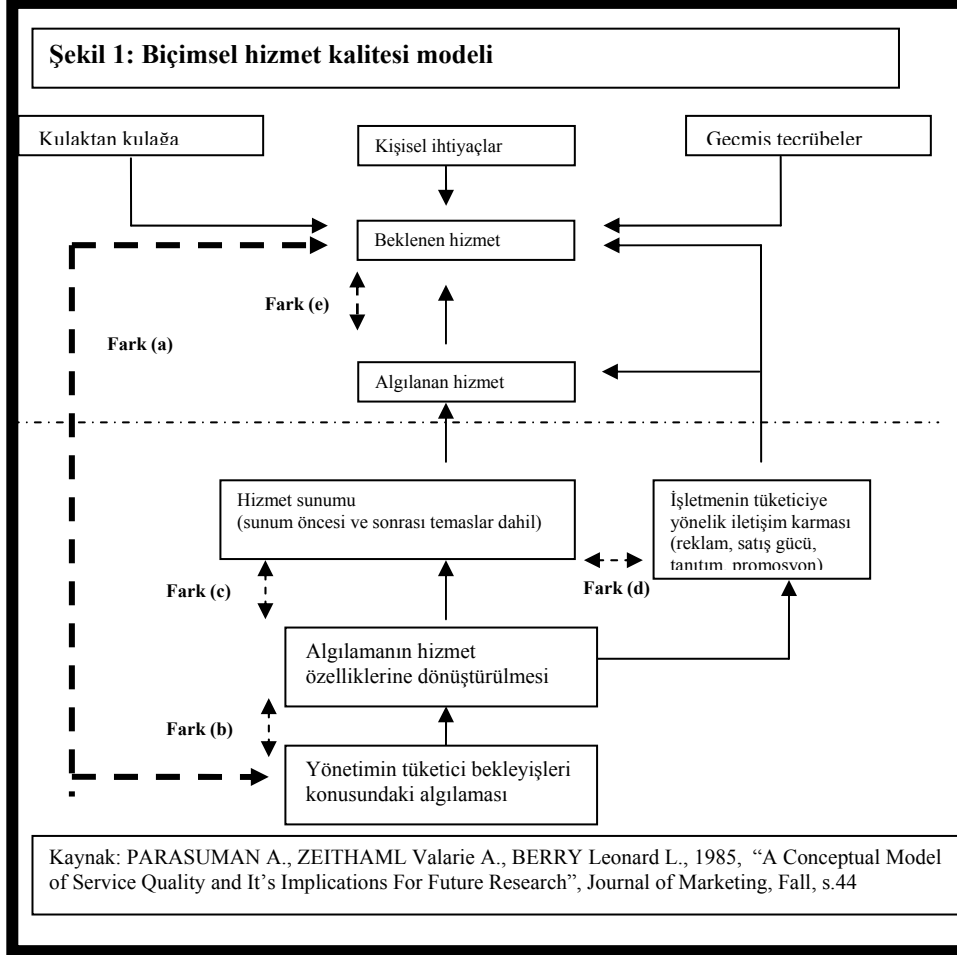 Şekil 1: Biçimsel hizmet kalitesi modeli
Kulaktan kulağa
Kişisel ihtiyaçlar
Geçmiş tecrübeler
Beklenen hizmet
Fark (e)
Fark (a)
Algılanan hizmet
Hizmet sunumu
(sunum öncesi ve sonrası temaslar dahil)
İşletmenin tüketiciye
yönelik iletişim karması
(reklam, satış gücü,
tanıtım, promosyon)
Fark (c)
Fark (d)
Algılamanın hizmet
özelliklerine dönüştürülmesi
Fark (b)
Yönetimin tüketici bekleyişleri
konusundaki algılaması
Kaynak: PARASUMAN A., ZEITHAML Valarie A., BERRY Leonard L., 1985, “A Conceptual Model
of Service Quality and It’s Implications For Future Research”, Journal of Marketing, Fall, s.44